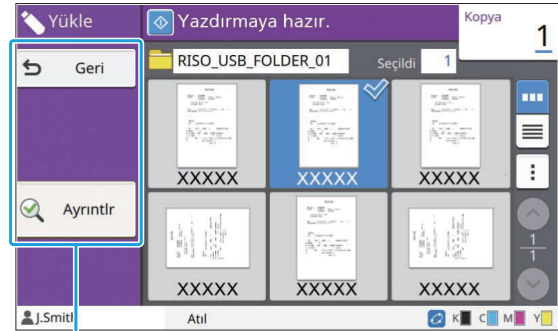 Yükle
Yazdırmaya hazır.
Kopya
1
Geri
RISO_USB_FOLDER_01
Seçildi
1
XXXXX
XXXXX
XXXXX
Ayrıntlr
1
1
XXXXX
XXXXX
XXXXX
J.Smith
Atıl
K C M Y